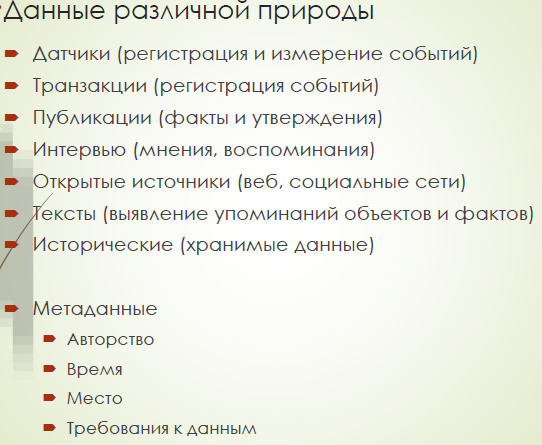 Данные различной природы
Датчики (регистрация и измерение событий)
Транзакции (регистрация событий)
Публикации (факты и утверждения)
Интервью (мнения, воспоминания)
Открытые источники (веб, социальные сети)
Тексты (выявление упоминаний объектов и фактов)
Исторические (хранимые данные)
Метаданные
Авторство
Время
Место
Требования к данным